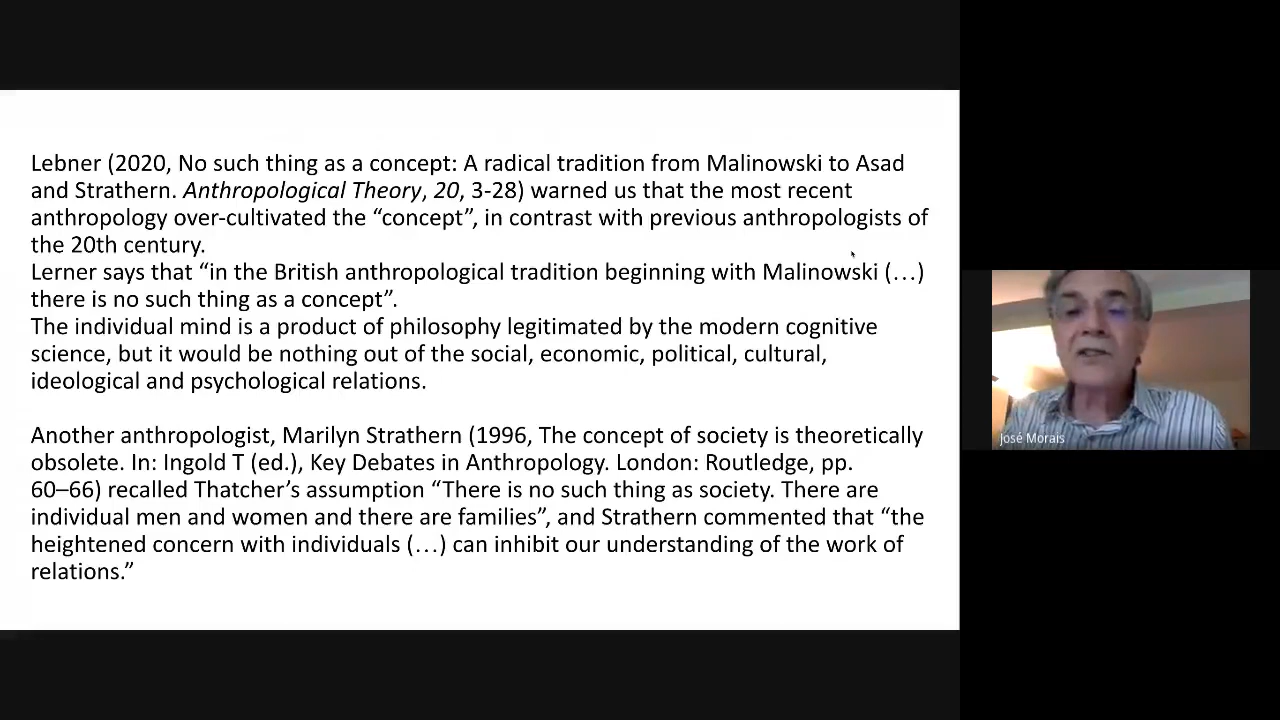 Lebner (2020, No such thing as a concept: A radical tradition from Malinowski to Asad
and Strathern. Anthropological Theory, 20, 3-28) warned us that the most recent
anthropology over-cultivated the “concept”, in contrast with previous anthropologists of
the 20th century.
Lerner says that “in the British anthropological tradition beginning with Malinowski (…)
there is no such thing as a concept”.
The individual mind is a product of philosophy legitimated by the modern cognitive
science, but it would be nothing out of the social, economic, political, cultural,
ideological and psychological relations.
Another anthropologist, Marilyn Strathern (1996, The concept of society is theoretically
obsolete. In: Ingold T (ed.), Key Debates in Anthropology. London: Routledge, pp.
60–66) recalled Thatcher’s assumption “There is no such thing as society. There are
individual men and women and there are families”, and Strathern commented that “the
heightened concern with individuals (…) can inhibit our understanding of the work of
relations.”
José Morais